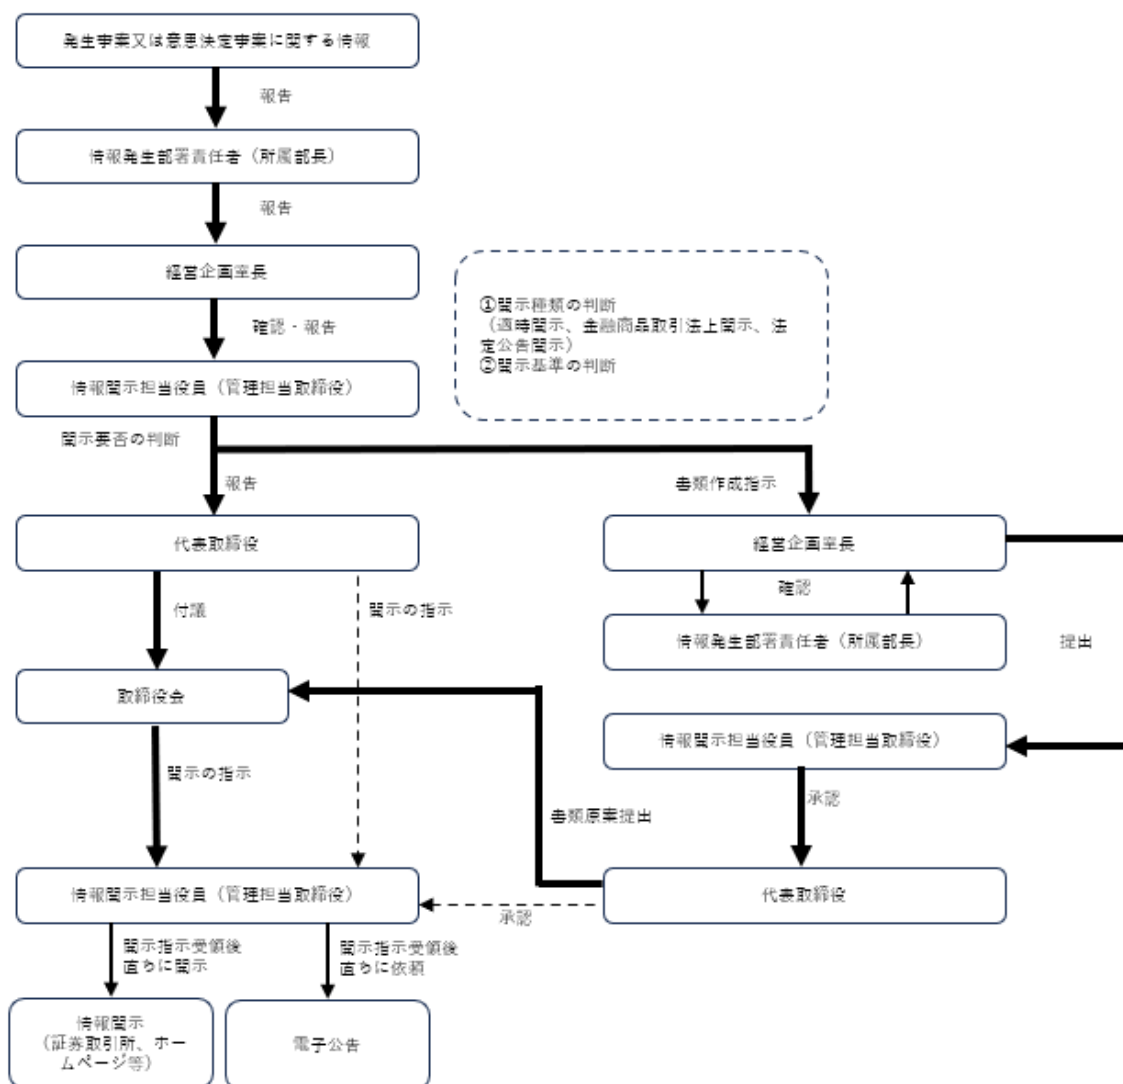 発生事案又は意思決定事案に関する情報
報告
情報発生部署責任者（所属部長）
報告
経営企画室長
確認・報告
①開示種類の判断
（適時開示、金融商品取引法上開示、法
定公告開示）
②開示基準の判断
情報開示担当役員（管理担当取締役）
開示要否の判断
報告
書類作成指示
代表取締役
経営企画室長
付議
開示の指示
確認
情報発生部署責任者（所属部長）
提出
取締役会
情報開示担当役員（管理担当取締役）
開示の指示
承認
書類原案提出
情報開示担当役員（管理担当取締役）
代表取締役
承認
開示指示受領後
直ちに開示
開示指示受領後
直ちに依頼
情報開示
（証券取引所、ホー
ムページ等）
電子公告